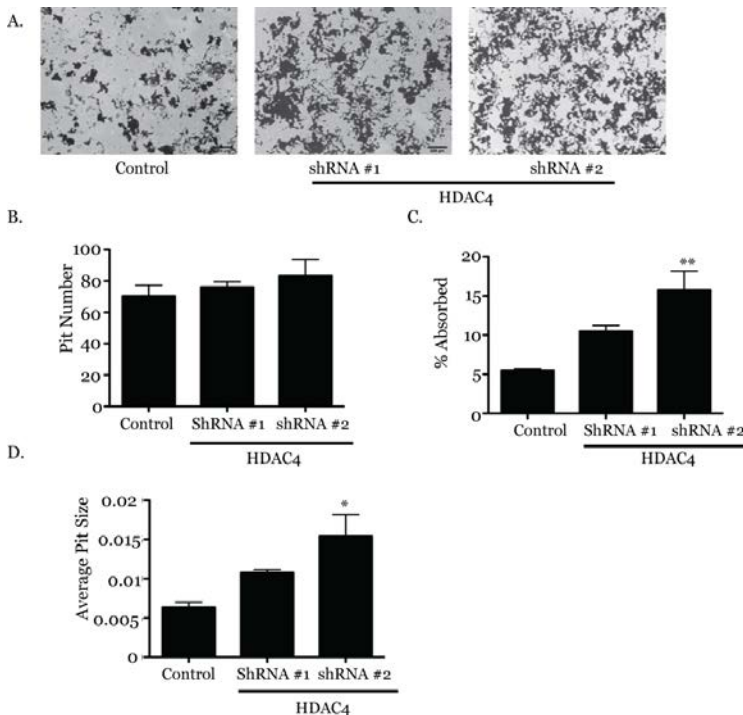 A.
Control
shRNA #1
shRNA #2
HDAC4
B.
Pit Number
100
80
60
40
20
0
Control
ShRNA #1
shRNA #2
HDAC4
C.
% Absorbed
20
15
10
5
0
**
Control
ShRNA #1
shRNA #2
HDAC4
D.
Average Pit Size
0.02
0.015
0.01
0.005
0
*
Control
ShRNA #1
shRNA #2
HDAC4